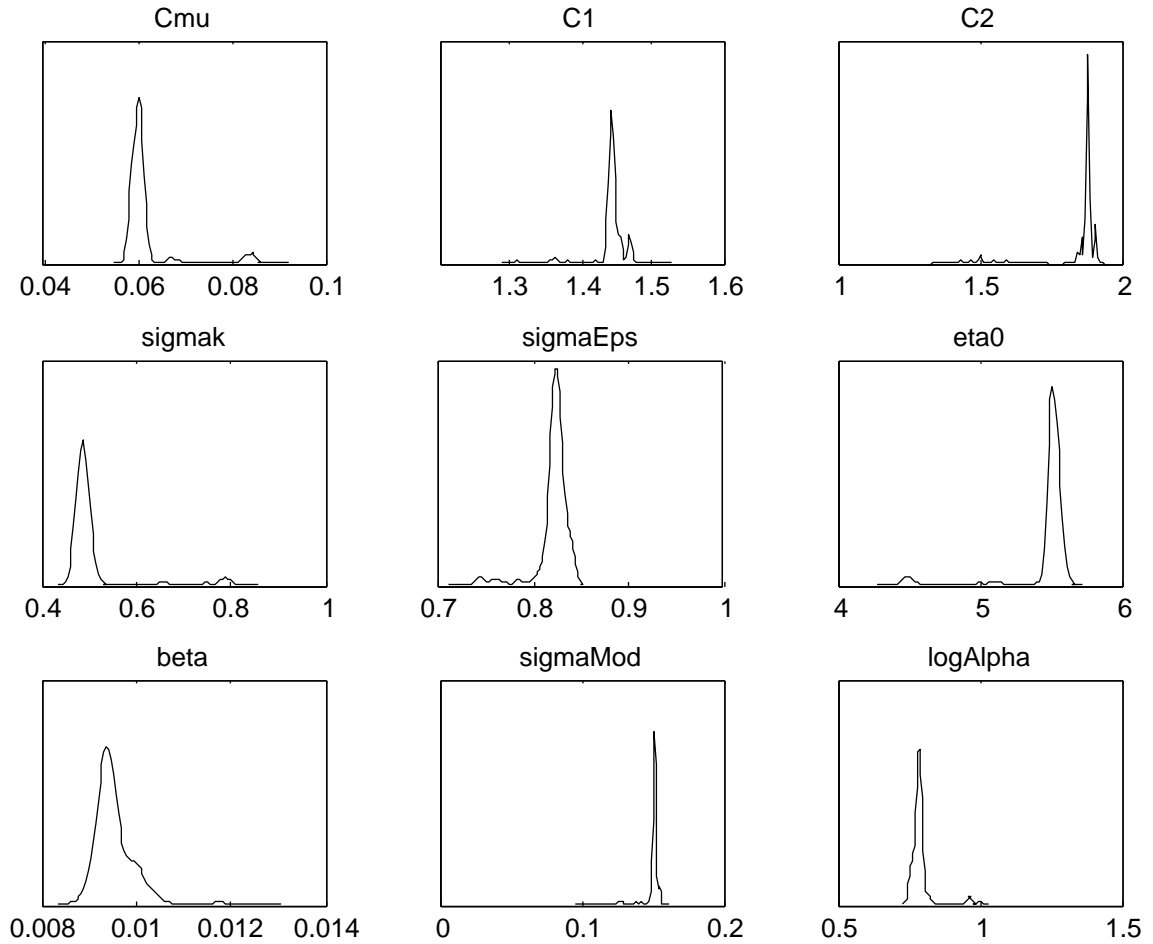 Cmu C1 C2
0.04 0.06 0.08 0.1 1.3 1.4 1.5 1.6 1 1.5 2
sigmak sigmaEps eta0
0.4 0.6 0.8 1 0.7 0.8 0.9 1 4 5 6
beta sigmaMod logAlpha
0.008 0.01 0.012 0.014 0 0.1 0.2 0.5 1 1.5